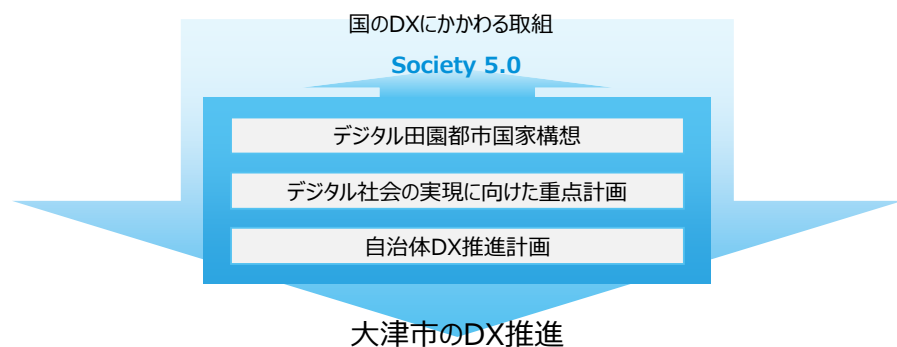 国のDXにかかわる取組
Society 5.0
デジタル田園都市国家構想
デジタル社会の実現に向けた重点計画
自治体DX推進計画
大津市のDX推進